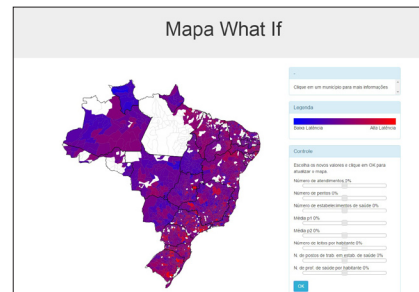 Mapa What If
-
Clique em um município para mais informações
Legenda
Baixa Latência
Alta Latência
Controle
Escolha os novos valores e clique em OK para
atualizar o mapa.
Número de atendimentos 0%
Número de peritos 0%
Número de estabelecimentos de saúde 0%
Média p1 0%
Média p2 0%
Número de leitos por habitante 0%
N. de postos de trab. em estab. de saúde 0%
N. de prof. de saúde por habitante 0%
OK